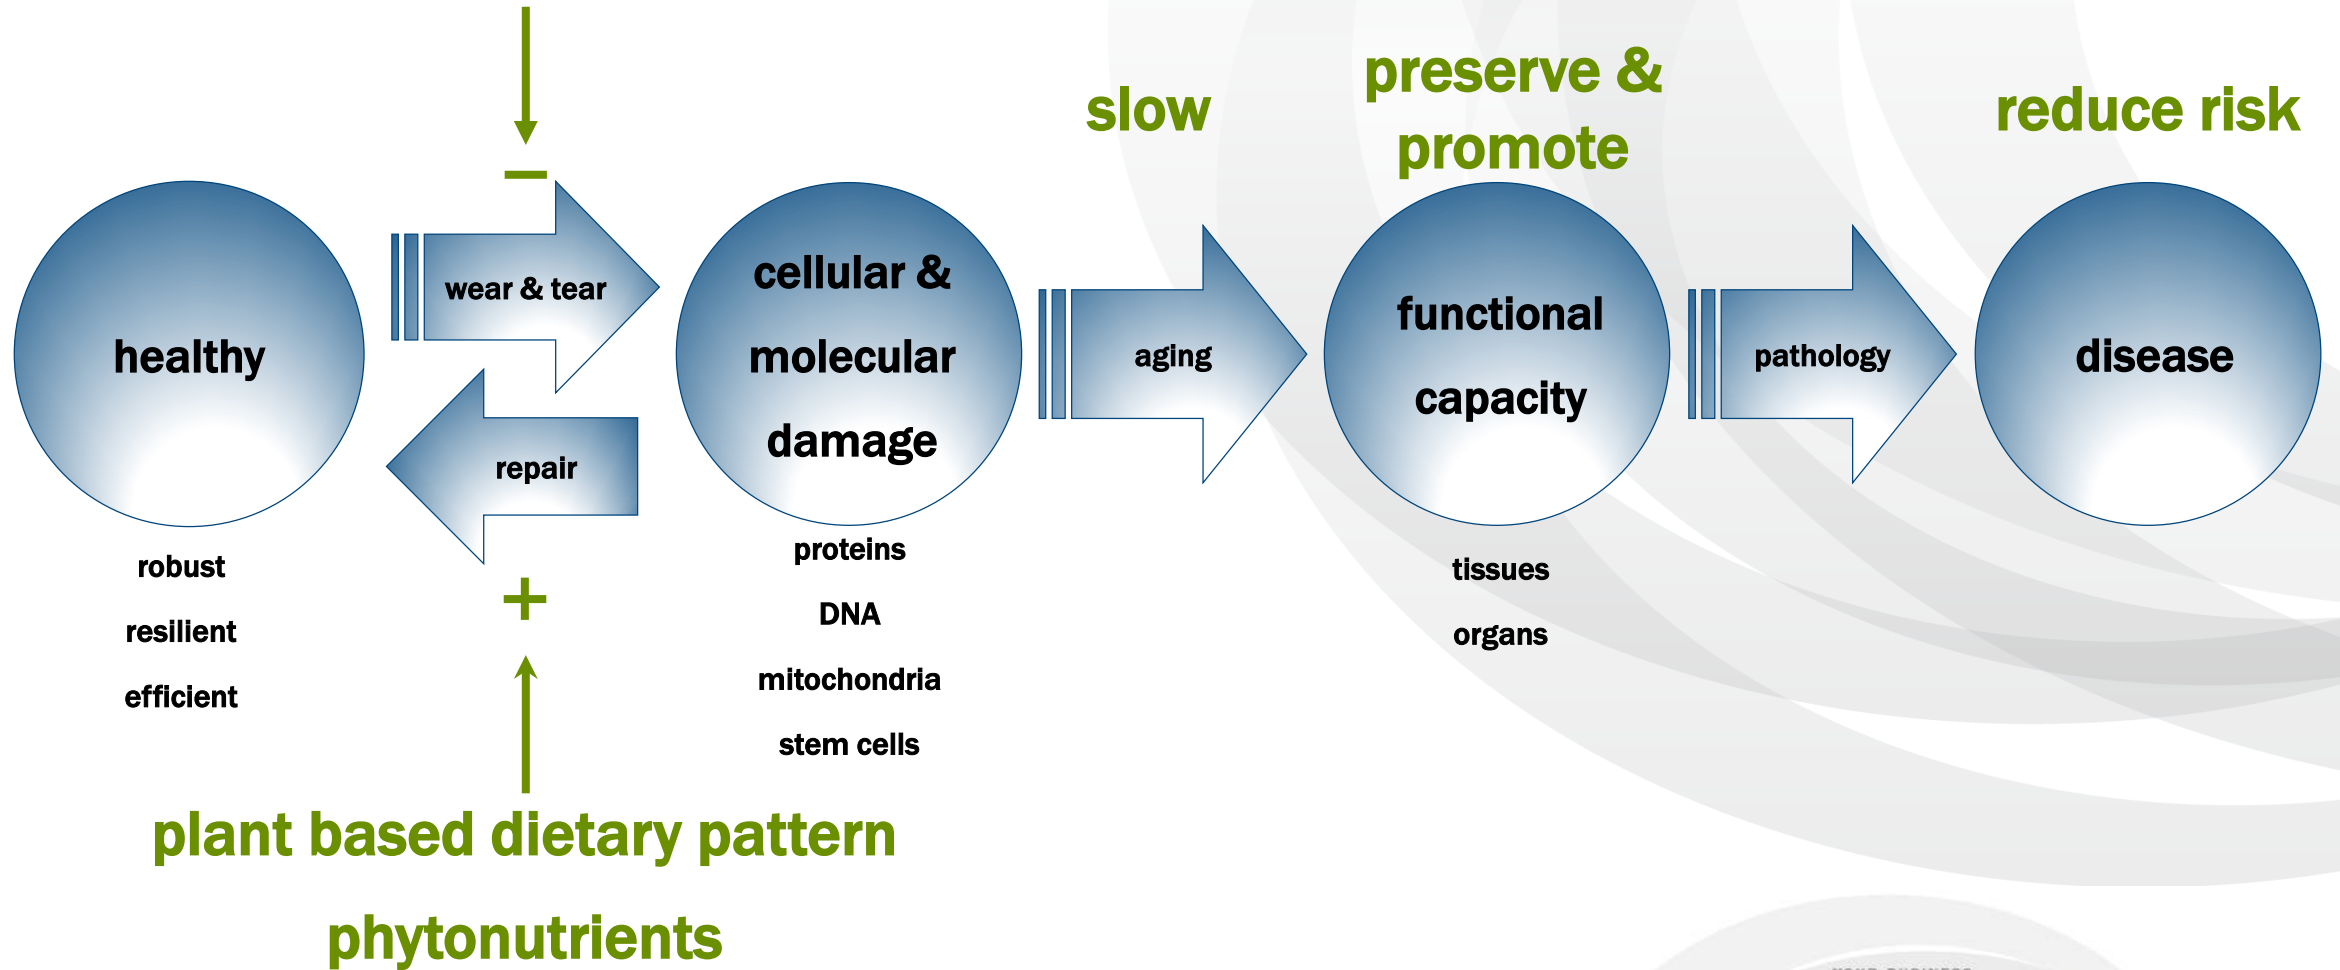 −
slow
preserve &
promote
reduce risk
healthy
wear & tear
repair
cellular &
molecular
damage
aging
functional
capacity
pathology
disease
robust
resilient
efficient
+
proteins
DNA
mitochondria
stem cells
tissues
organs
plant based dietary pattern
phytonutrients